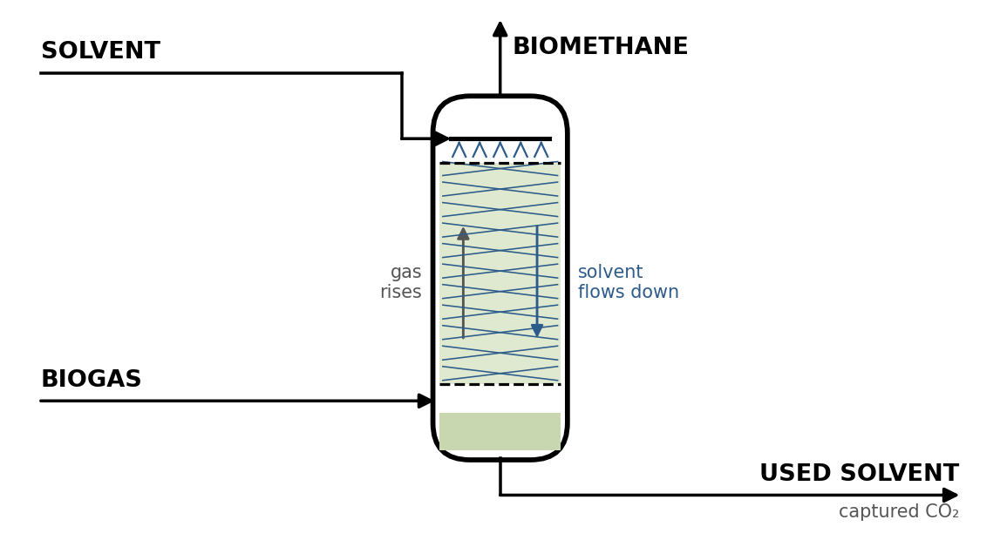 SOLVENT
BIOMETHANE
gas
rises
solvent
flows down
BIOGAS
USED SOLVENT
captured CO₂